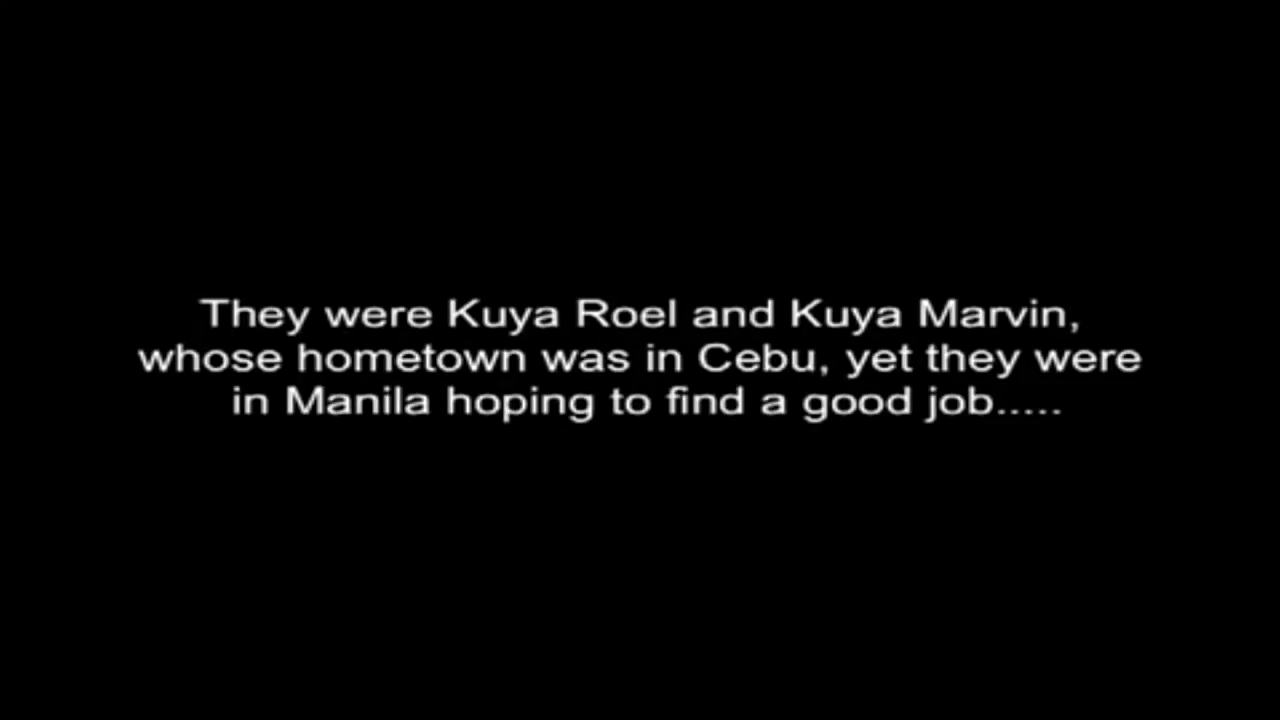 They were Kuya Roel and Kuya Marvin,
whose hometown was in Cebu, yet they were
in Manila hoping to find a good job.....